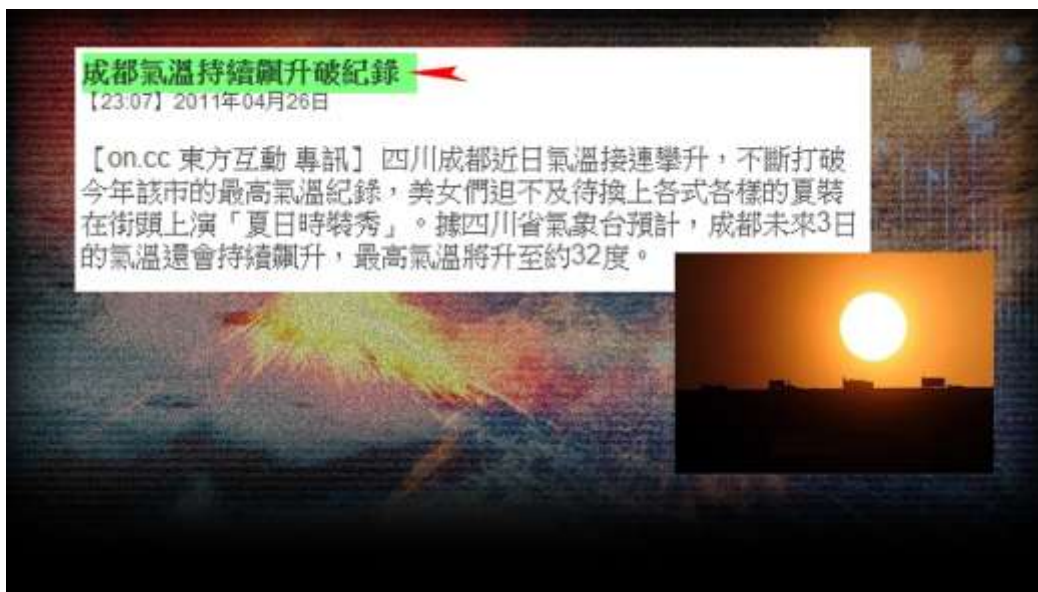 成都氣溫持續飆升破紀錄
【23:07】2011年04月26日
［on.cc 東方互動 專訊］ 四川成都近日氣溫接連攀升，不斷打破
今年該市的最高氣溫紀錄，美女們迫不及待換上各式各樣的夏裝
在街頭上演「夏日時裝秀」。據四川省氣象台預計，成都未來3日
的氣溫還會持續飆升，最高氣溫將升至約32度。